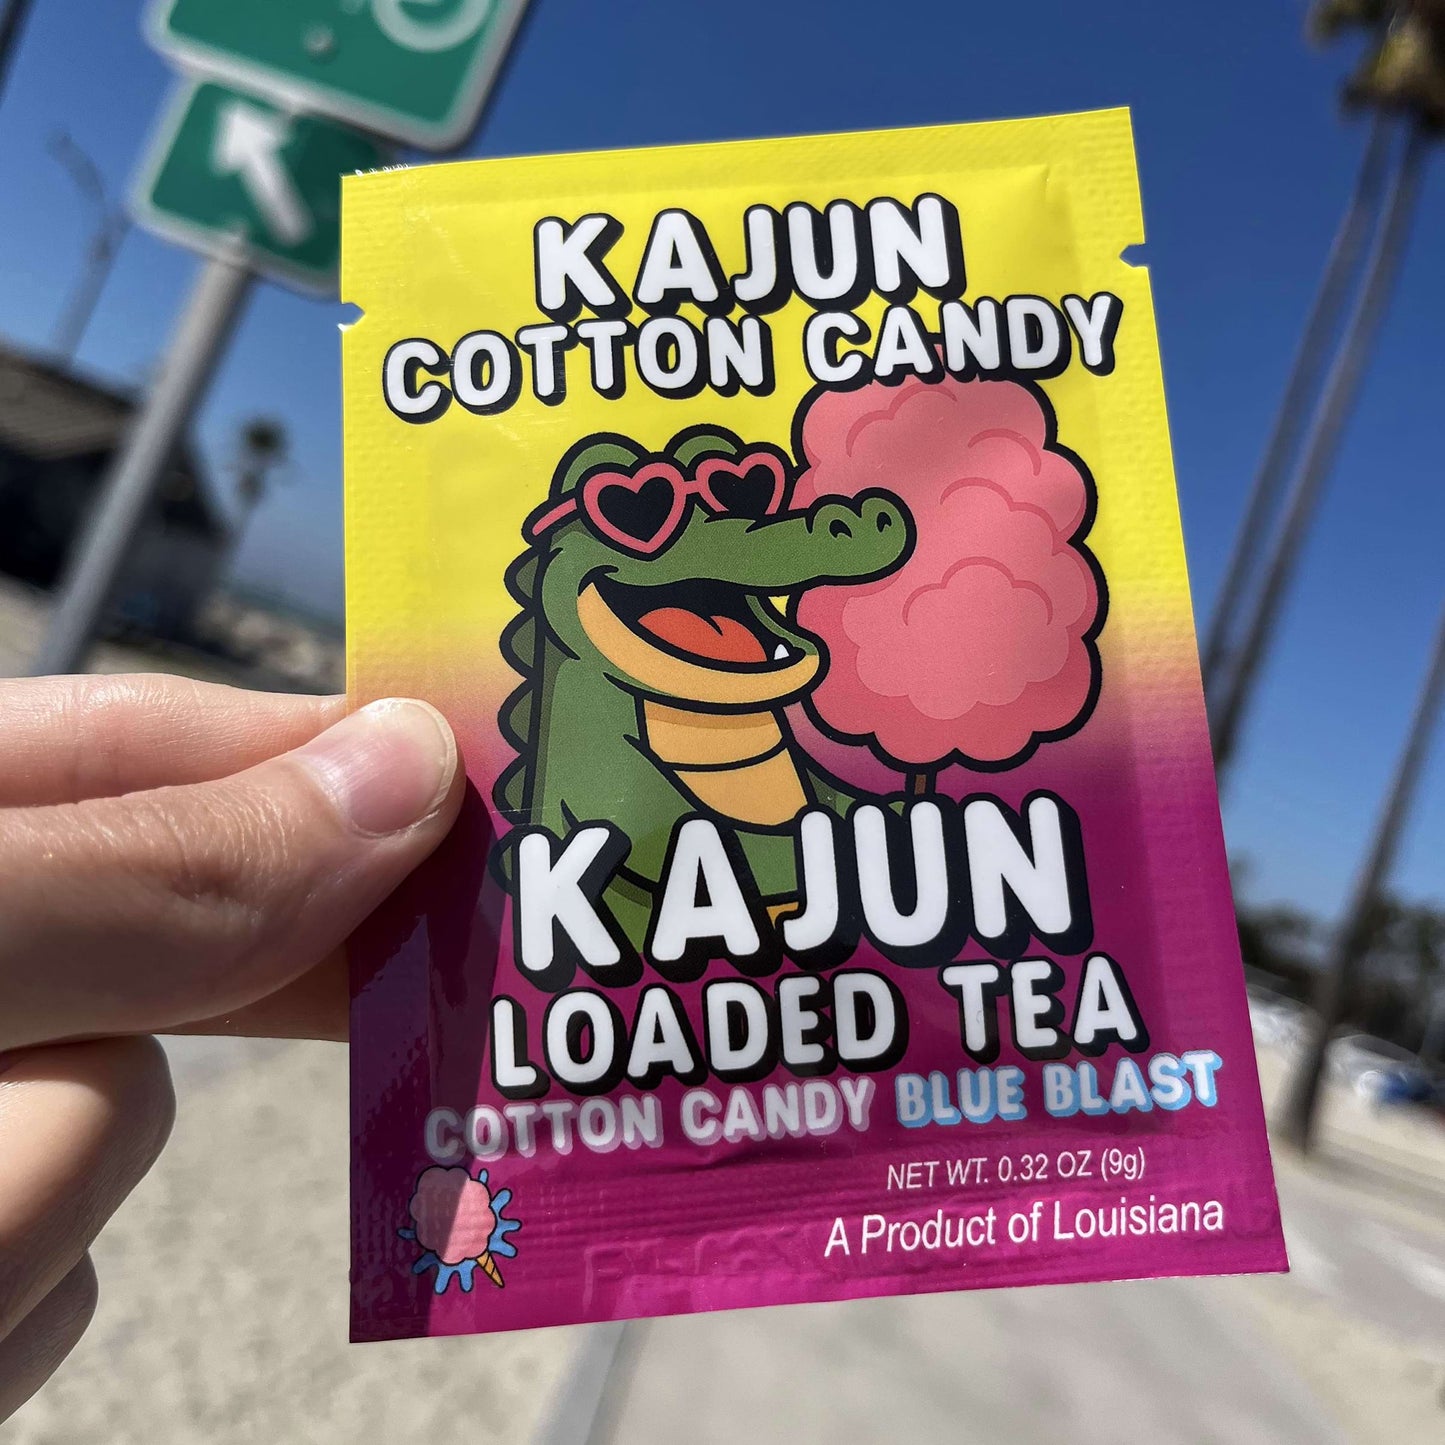 KAJUN
COTTON CANDY
KAJUN
LOADED TEA
COTTON CANDY BLUE BLAST
NET WT. 0.32 OZ (9g)
A Product of Louisiana